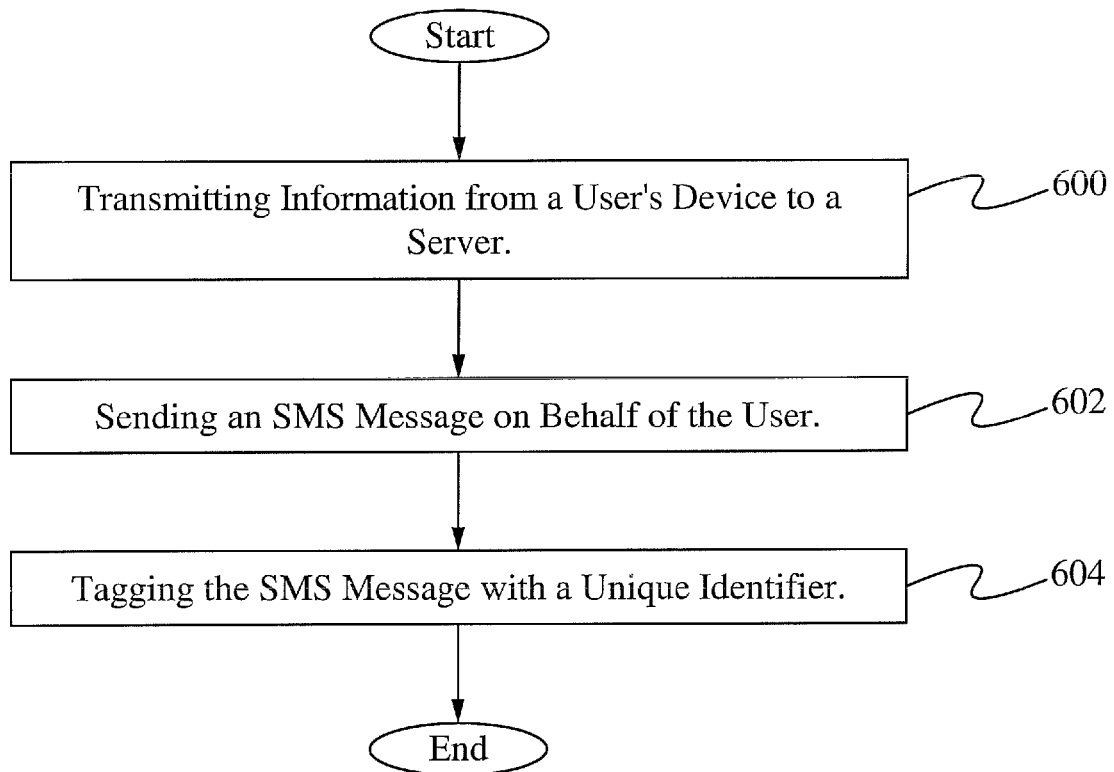 Start
Transmitting Information from a User's Device to a
Server.
600
Sending an SMS Message on Behalf of the User.
602
Tagging the SMS Message with a Unique Identifier.
604
End